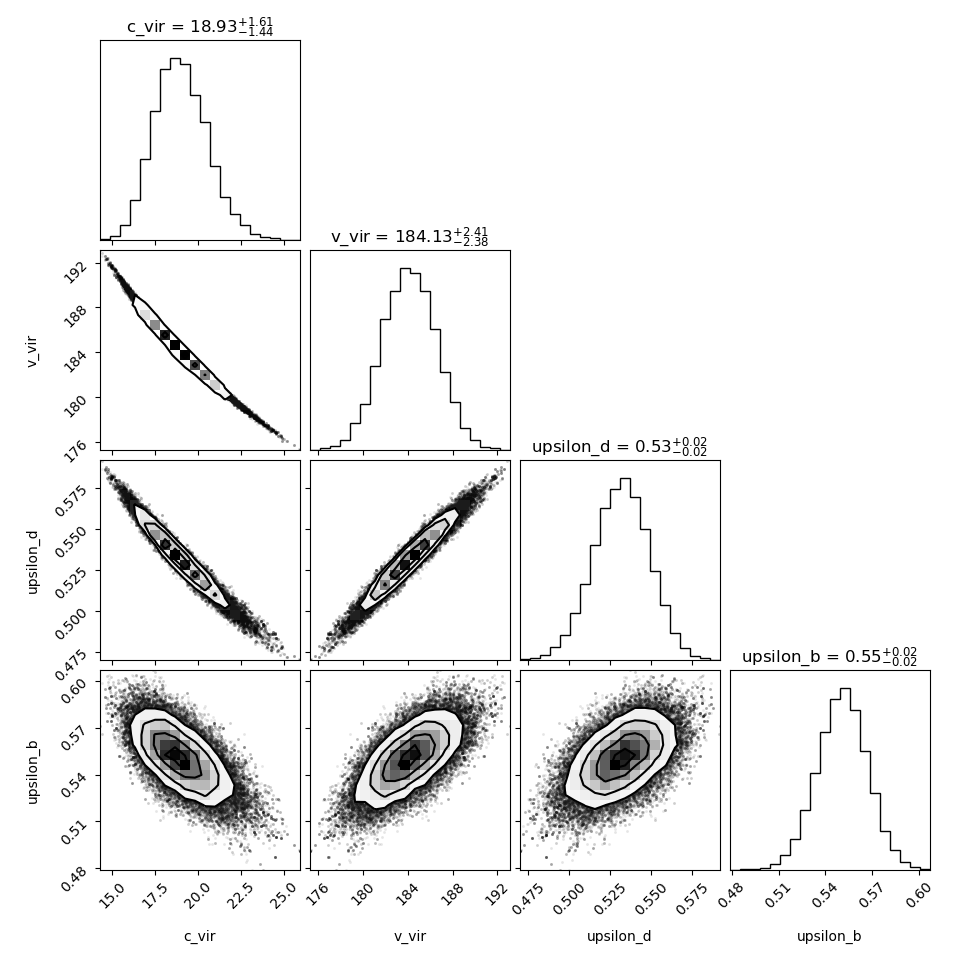 c_vir = 18.93+1.61−1.44
v_vir = 184.13+2.41−2.38
192
188
184
180
176
v_vir
upsilon_d = 0.53+0.02−0.02
0.575
0.550
0.525
0.500
0.475
upsilon_d
upsilon_b = 0.55+0.02−0.02
0.60
0.57
0.54
0.51
0.48
upsilon_b
15.0 17.5 20.0 22.5 25.0 176 180 184 188 192 0.475 0.500 0.525 0.550 0.575 0.48 0.51 0.54 0.57 0.60
c_vir v_vir upsilon_d upsilon_b